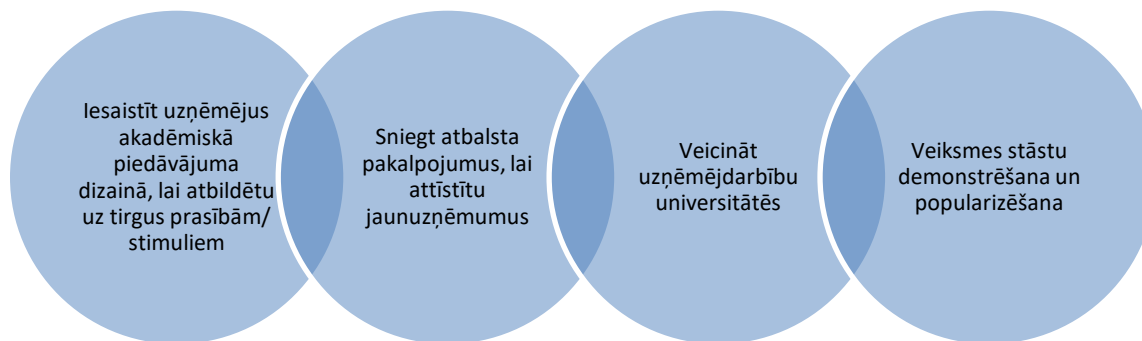 Iesaistīt uzņēmējus
akadēmiskā
piedāvājuma
dizainā, lai atbildētu
uz tirgus prasībām/
stimuliem
Sniegt atbalsta
pakalpojumus, lai
attīstītu
jaunuzņēmumus
Veicināt
uzņēmējdarbību
universitātēs
Veiksmes stāstu
demonstrēšana un
popularizēšana